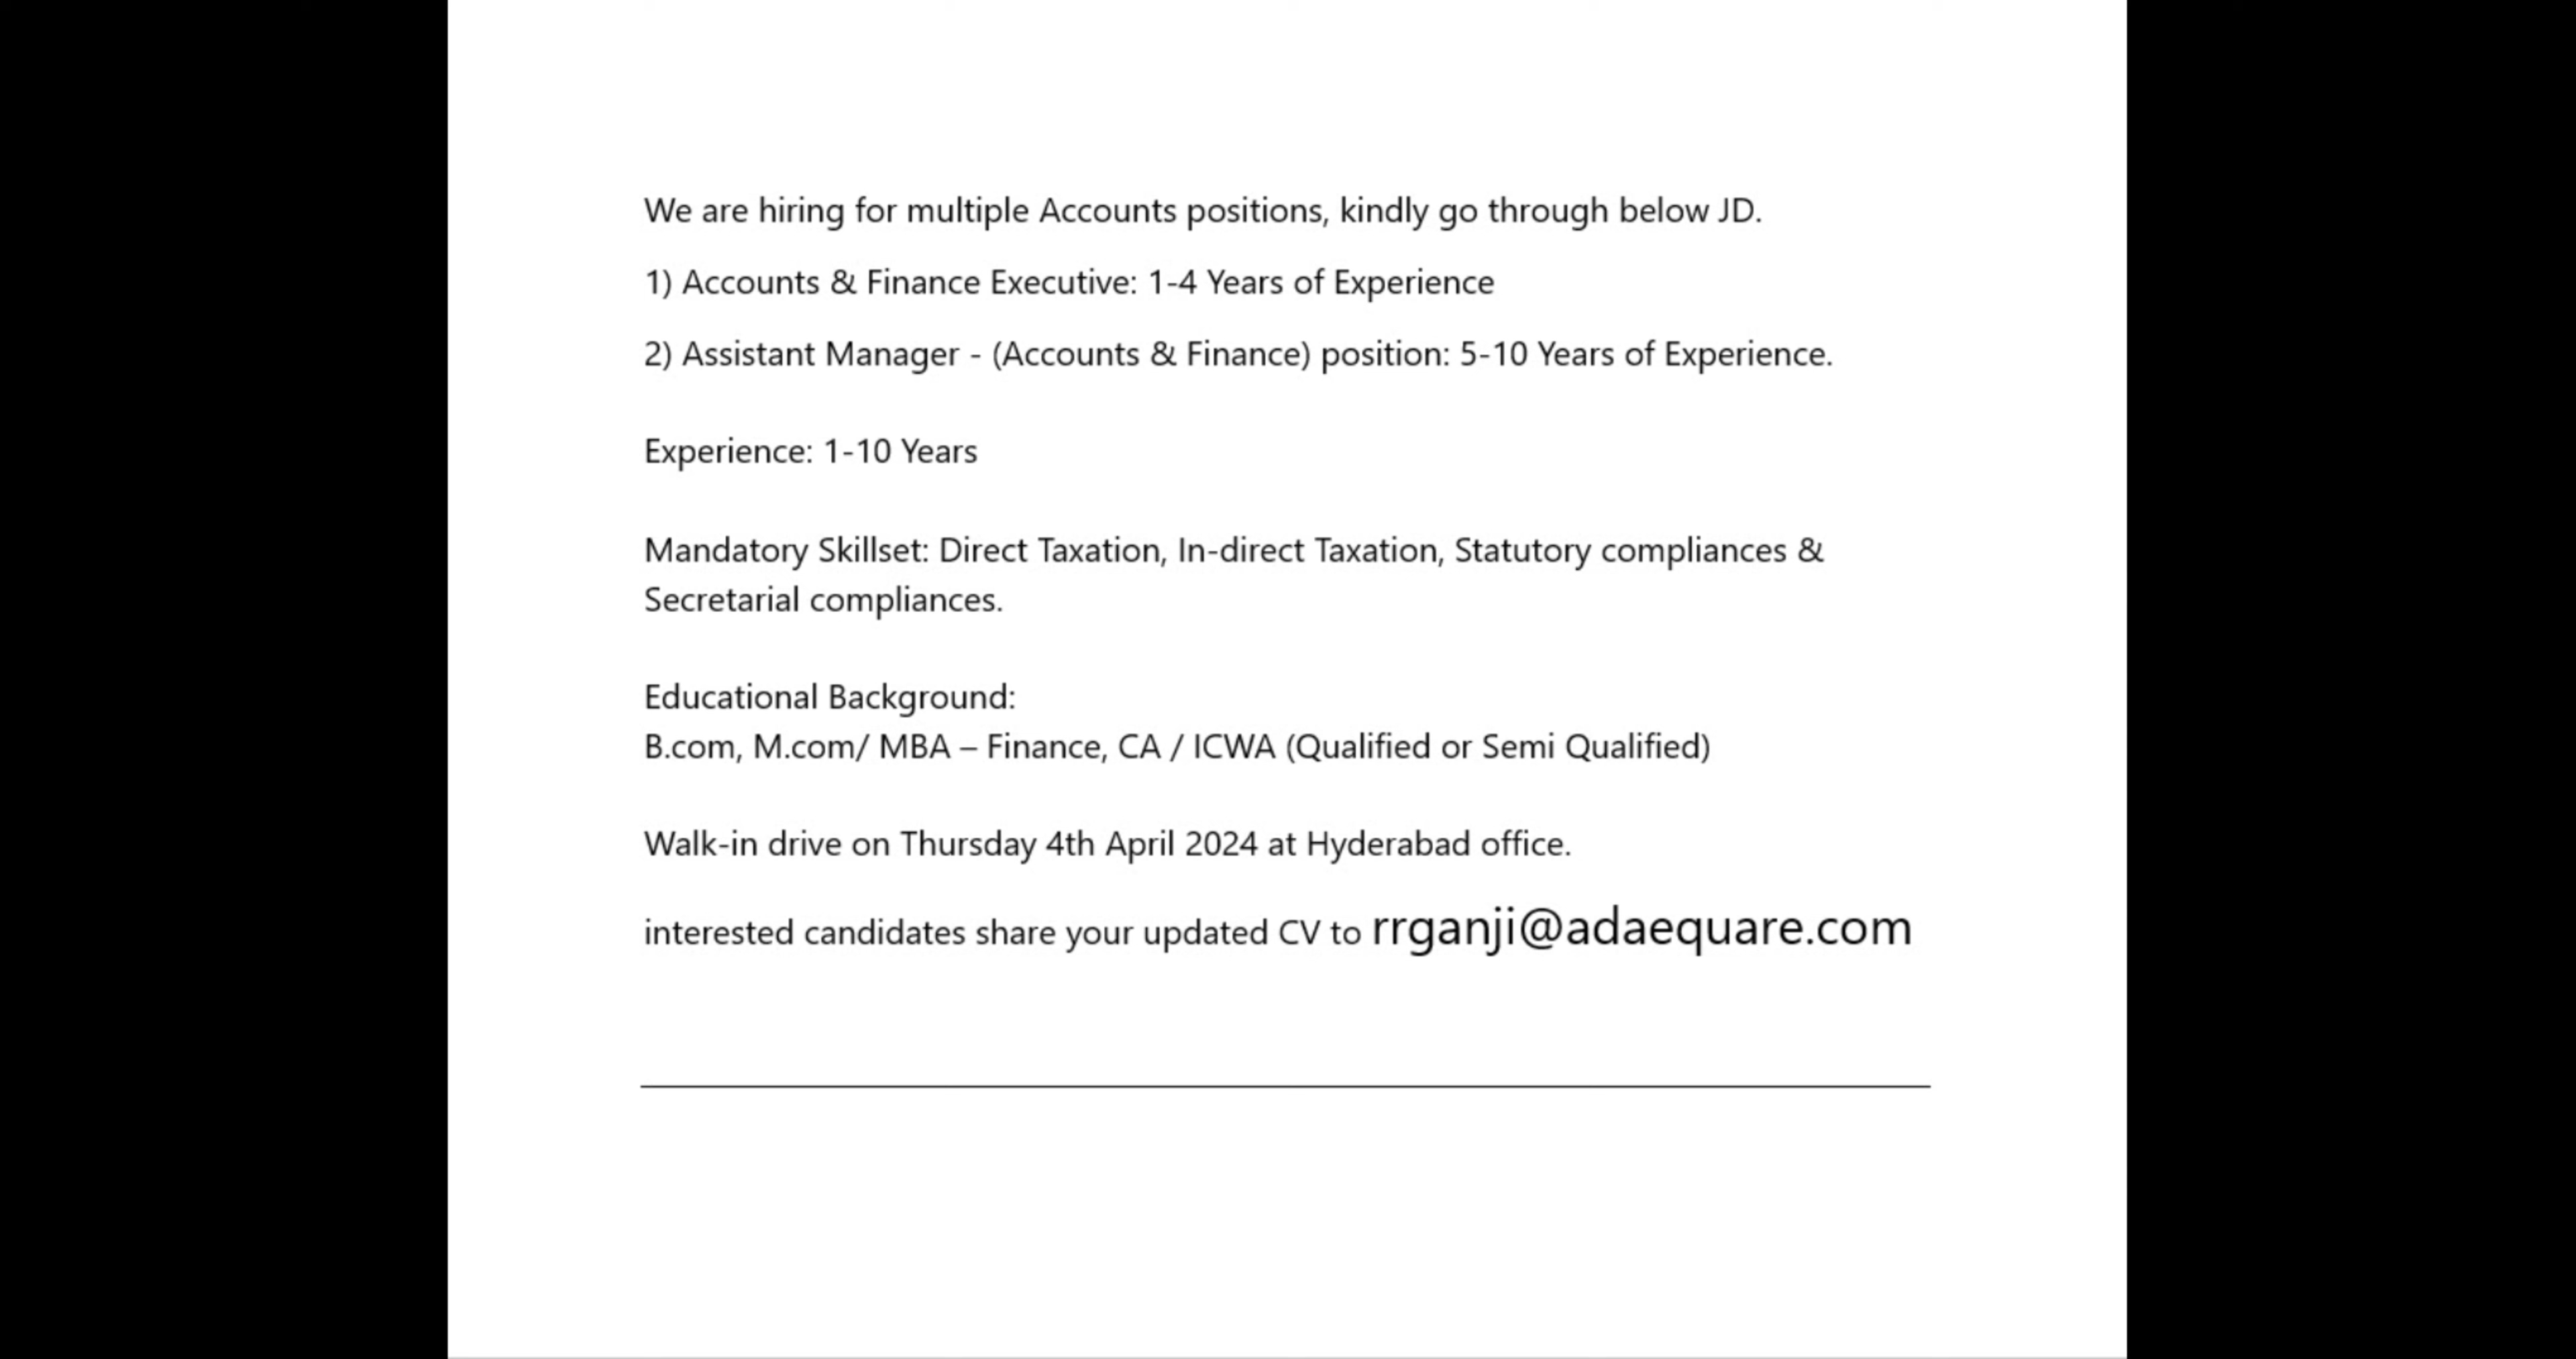 We are hiring for multiple Accounts positions, kindly go through below JD.
1) Accounts & Finance Executive: 1-4 Years of Experience
2) Assistant Manager - (Accounts & Finance) position: 5-10 Years of Experience.
Experience: 1-10 Years
Mandatory Skillset: Direct Taxation, In-direct Taxation, Statutory compliances &
Secretarial compliances.
Educational Background:
B.com, M.com/ MBA – Finance, CA / ICWA (Qualified or Semi Qualified)
Walk-in drive on Thursday 4th April 2024 at Hyderabad office.
interested candidates share your updated CV to rrganji@adaequare.com